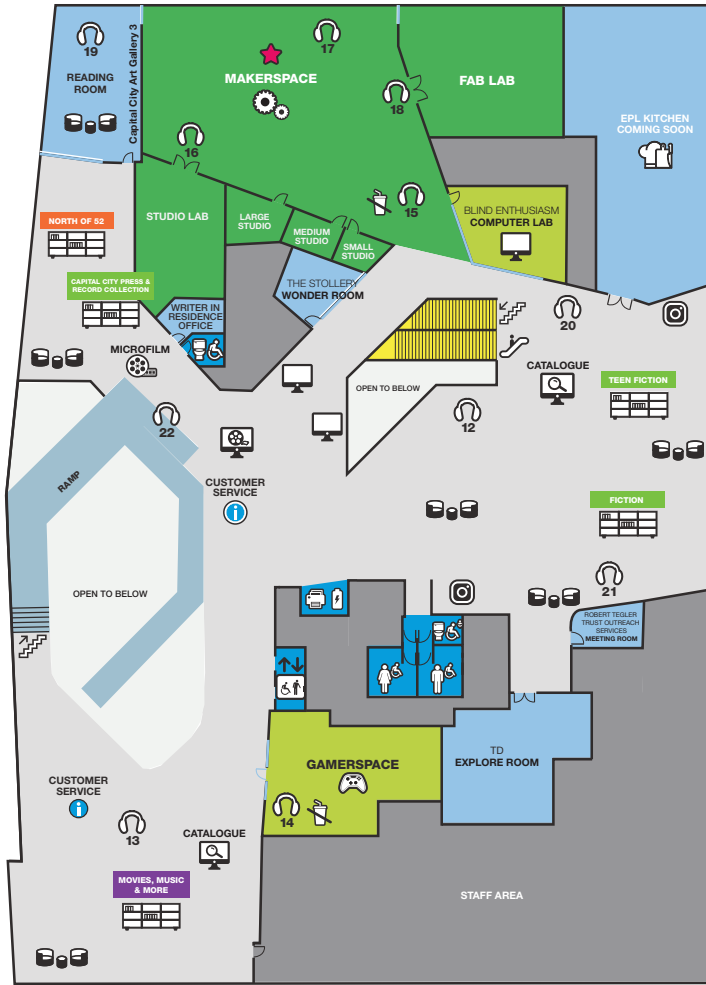 19
READING
ROOM
Capital City Art Gallery 3
17
MAKERSPACE
18
16
15
FAB LAB
EPL KITCHEN
COMING SOON
NORTH OF 52
STUDIO LAB
LARGE
STUDIO
MEDIUM
STUDIO
SMALL
STUDIO
BLIND ENTHUSIASM
COMPUTER LAB
CAPITAL CITY PRESS &
RECORD COLLECTION
THE STOLLERY
WONDER ROOM
WRITER IN
RESIDENCE
OFFICE
20
MICROFILM
OPEN TO BELOW
CATALOGUE
TEEN FICTION
22
12
RAMP
CUSTOMER
SERVICE
i
FICTION
OPEN TO BELOW
21
ROBERT TEGLER
TRUST OUTREACH
SERVICES
MEETING ROOM
TD
EXPLORE ROOM
GAMERSPACE
CUSTOMER
SERVICE
i
13
14
CATALOGUE
MOVIES, MUSIC
& MORE
STAFF AREA